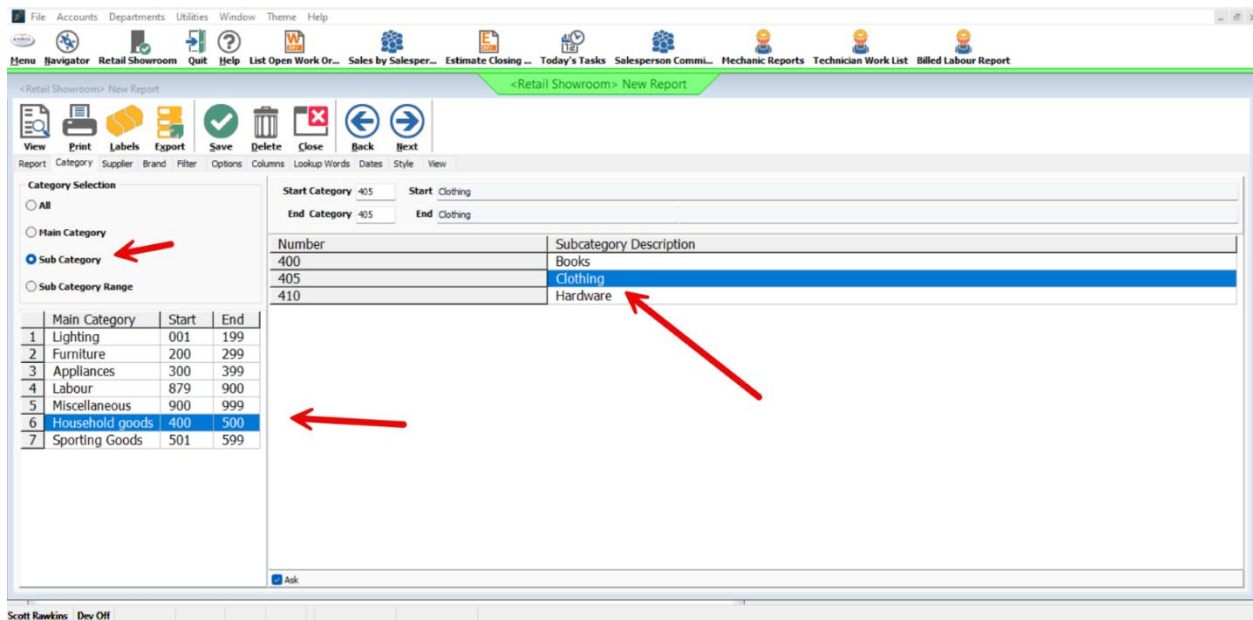 File Accounts Departments Utilities Window Theme Help
Menu Navigator Retail Showroom Quit Help List Open Work Or... Sales by Salesper... Estimate Closing ... Today's Tasks Salesperson Commi... Mechanic Reports Technician Work List Billed Labour Report
<Retail Showroom> New Report
<Retail Showroom> New Report
View Print Labels Export Save Delete Close Back Next
Report Category Supplier Brand Filter Options Columns Lookup Words Dates Style View
Category Selection
All
Main Category
Sub Category
Sub Category Range
Main Category Start End
1 Lighting 001 199
2 Furniture 200 299
3 Appliances 300 399
4 Labour 879 900
5 Miscellaneous 900 999
6 Household goods 400 500
7 Sporting Goods 501 599
Start Category 405 Start Clothing
End Category 405 End Clothing
Number Subcategory Description
400 Books
405 Clothing
410 Hardware
Ask
Scott Rawkins Dev Off